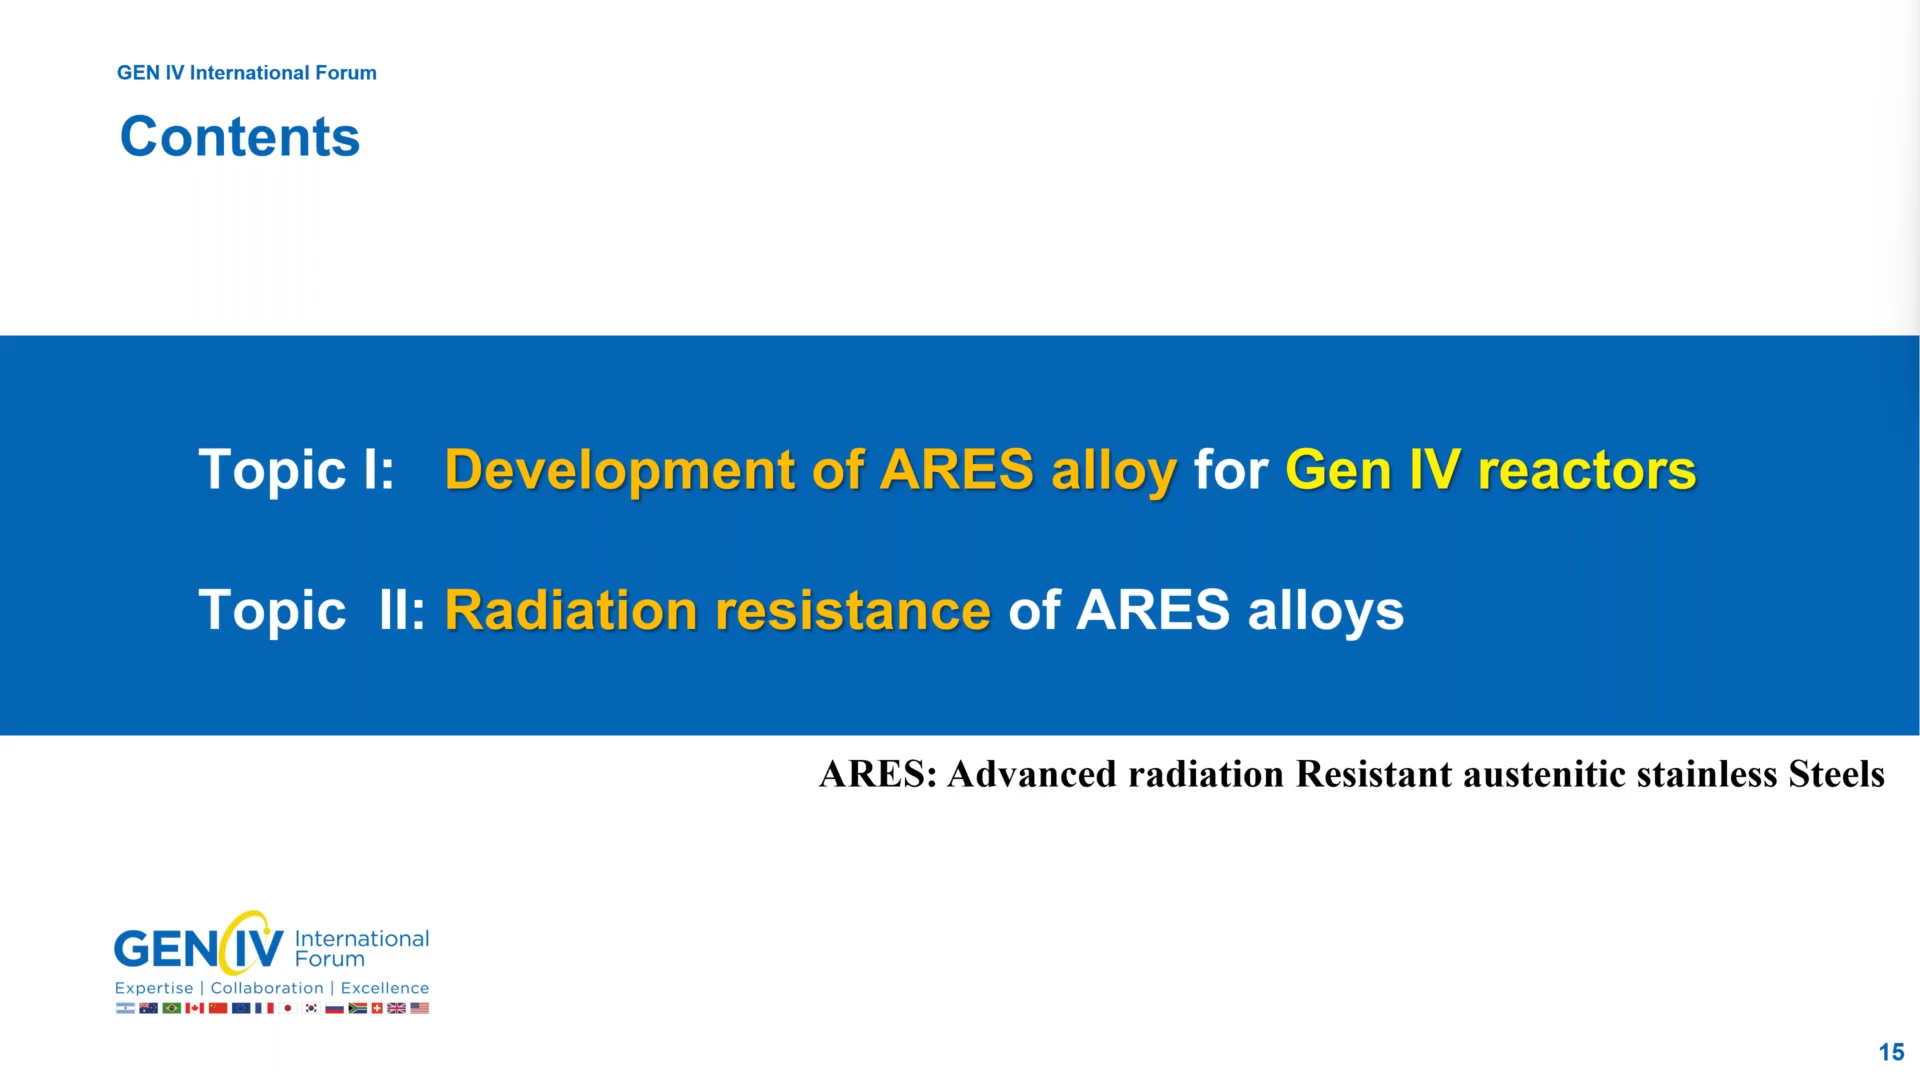 GEN IV International Forum
Contents
Topic I: Development of ARES alloy for Gen IV reactors
Topic II: Radiation resistance of ARES alloys
ARES: Advanced radiation Resistant austenitic stainless Steels
GEN IV International
Forum
Expertise | Collaboration | Excellence
15